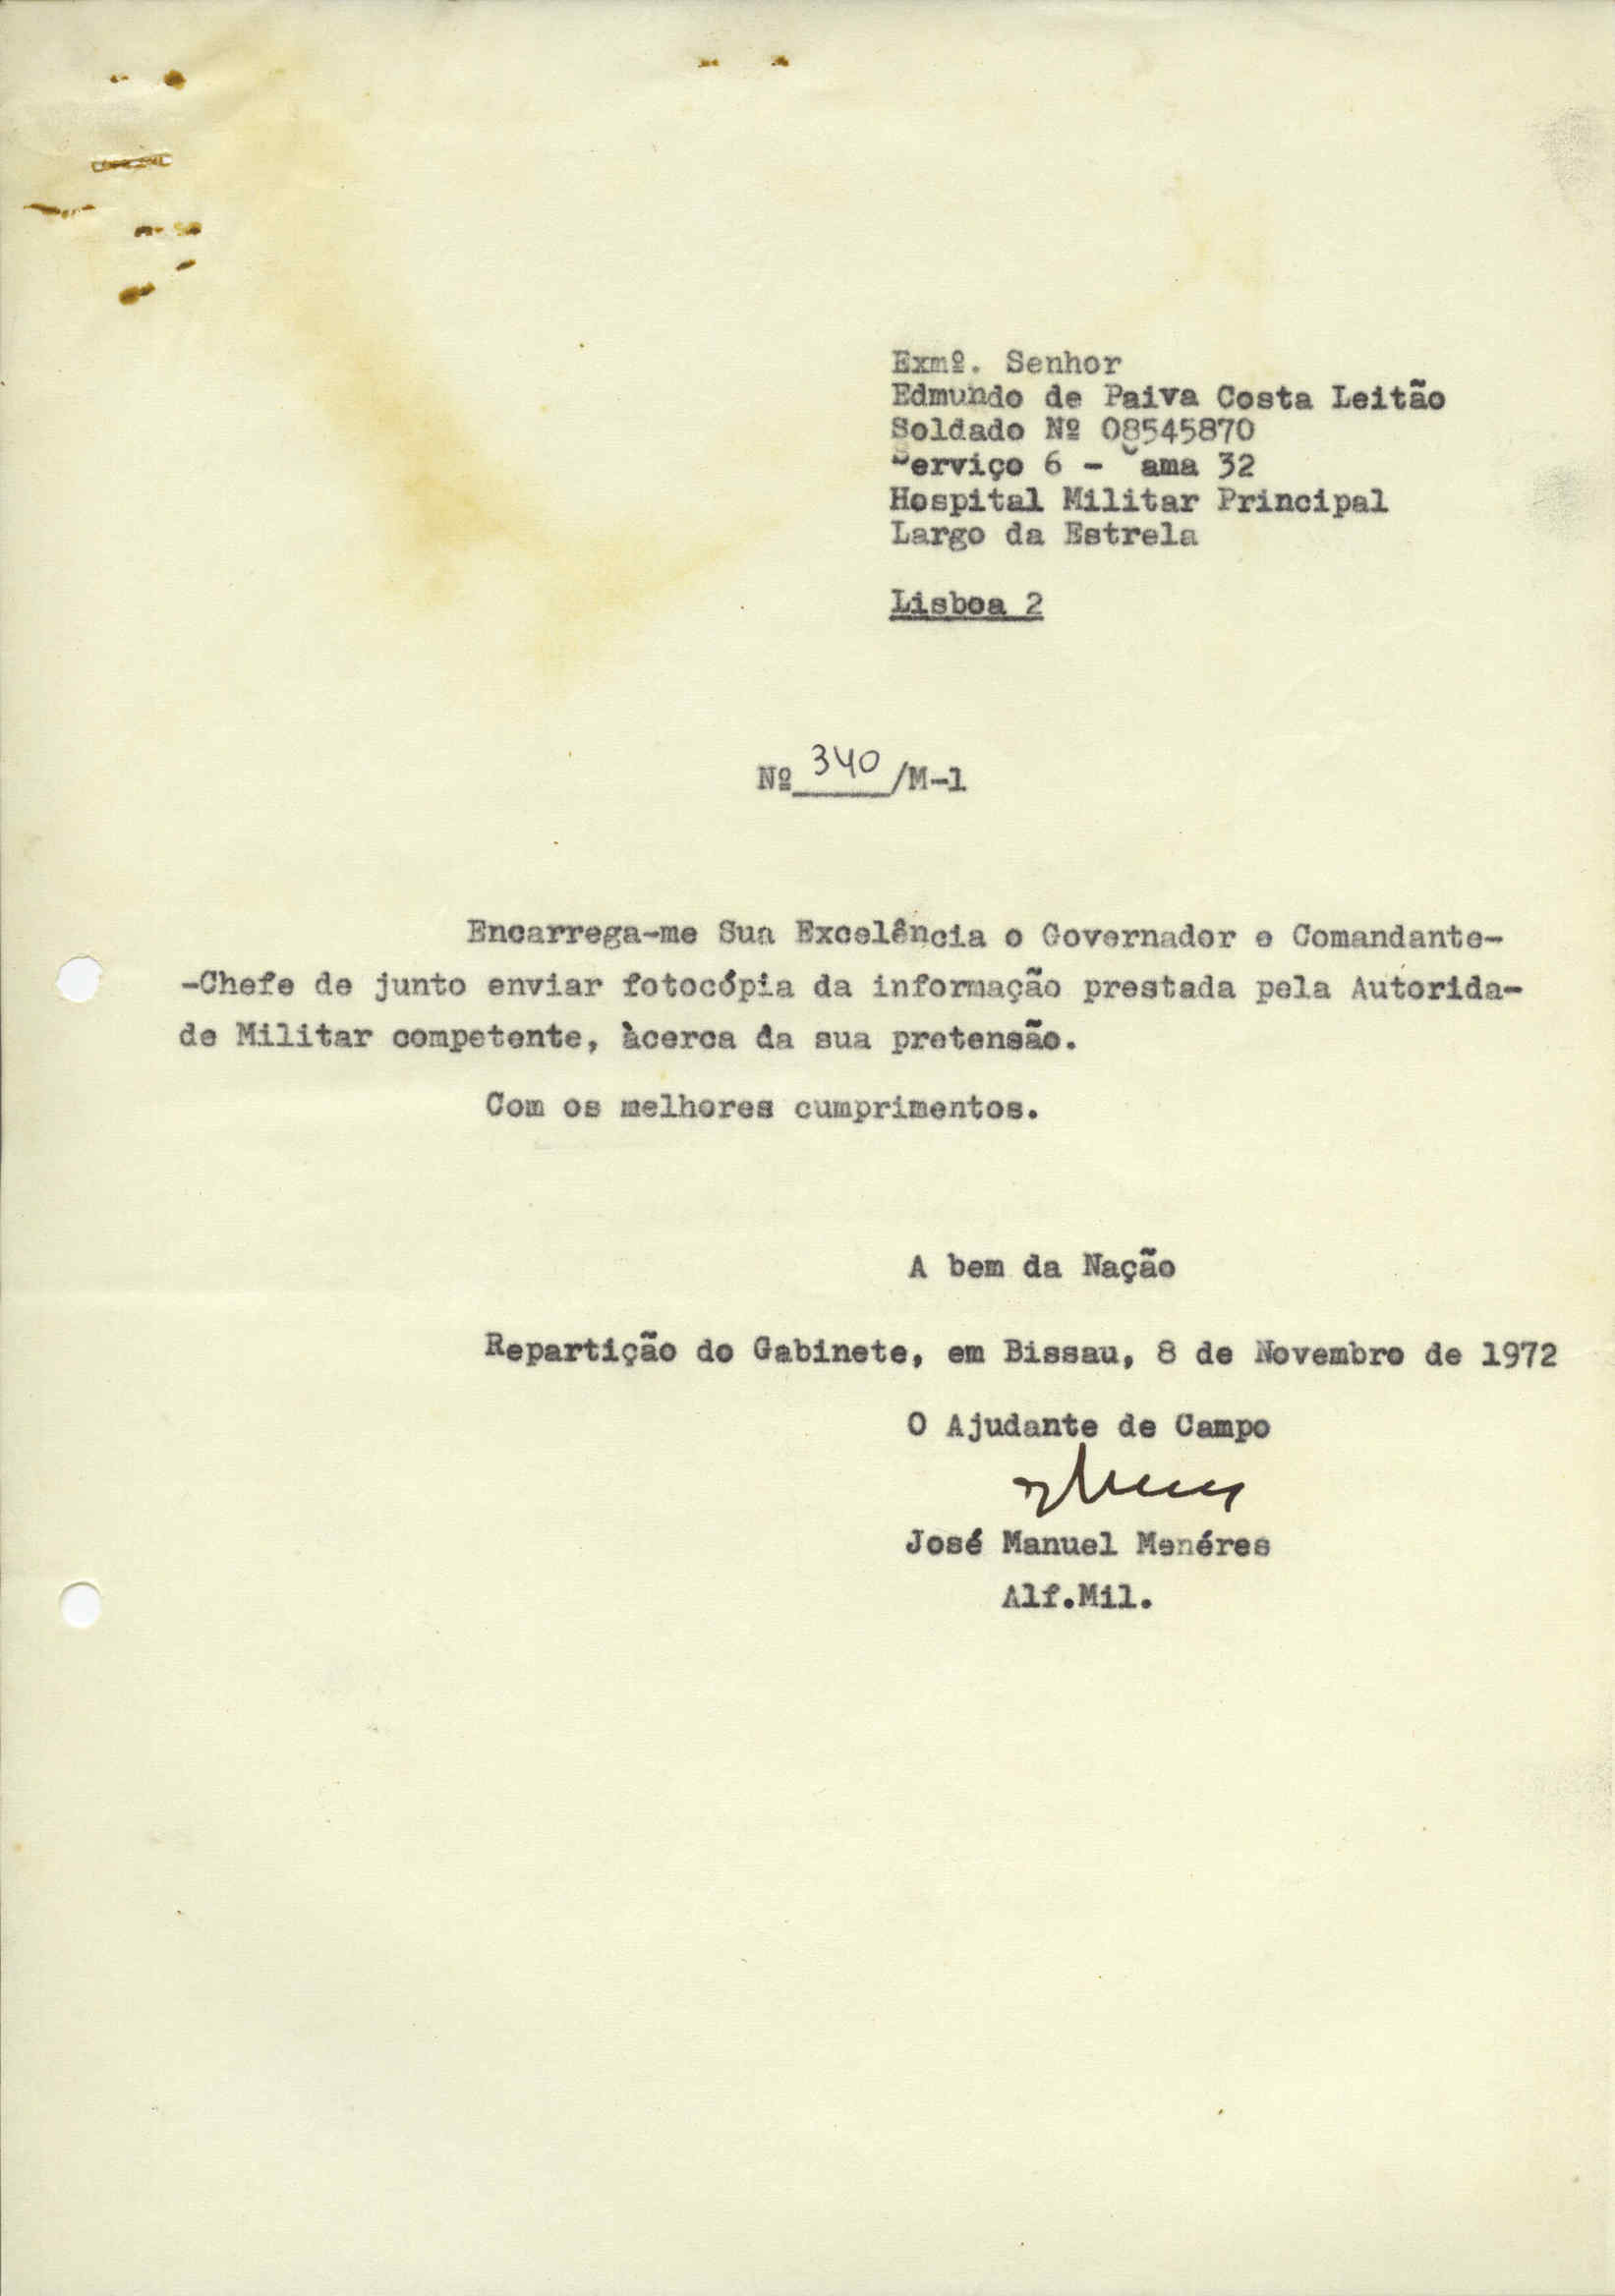 Exmº. Senhor
Edmundo de Paiva Costa Leitão
Soldado Nº 08545870
Serviço 6 - Cama 32
Hospital Militar Principal
Largo da Estrela
Lisboa 2
Nº 340 /M-1
Encarrega-me Sua Excelência o Governador e Comandante-
-Chefe de junto enviar fotocópia da informação prestada pela Autorida-
de Militar competente, àcerca da sua pretensão.
Com os melhores cumprimentos.
A bem da Nação
Repartição do Gabinete, em Bissau, 8 de Novembro de 1972
O Ajudante de Campo
José Manuel Menéres
Alf.Mil.